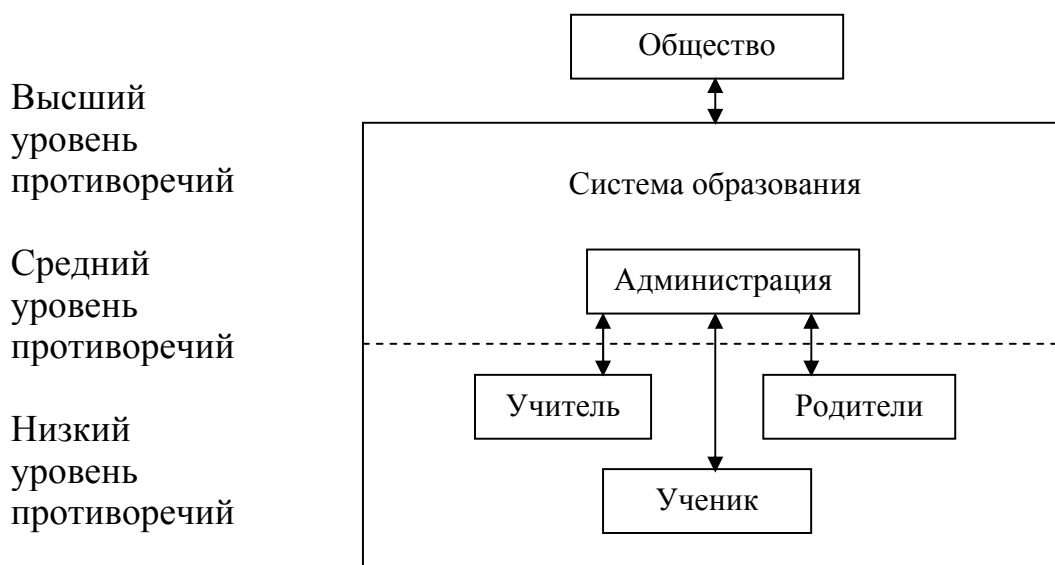 Общество
Высший
уровень
противоречий
Система образования
Средний
уровень
противоречий
Администрация
Учитель
Родители
Низкий
уровень
противоречий
Ученик